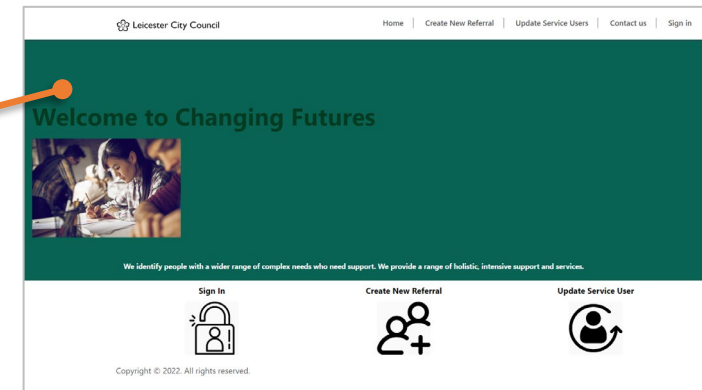 Leicester City Council
Home | Create New Referral | Update Service Users | Contact us | Sign in
Welcome to Changing Futures
We identify people with a wider range of complex needs who need support. We provide a range of holistic, intensive support and services.
Sign In
Create New Referral
Update Service User
Copyright © 2022. All rights reserved.